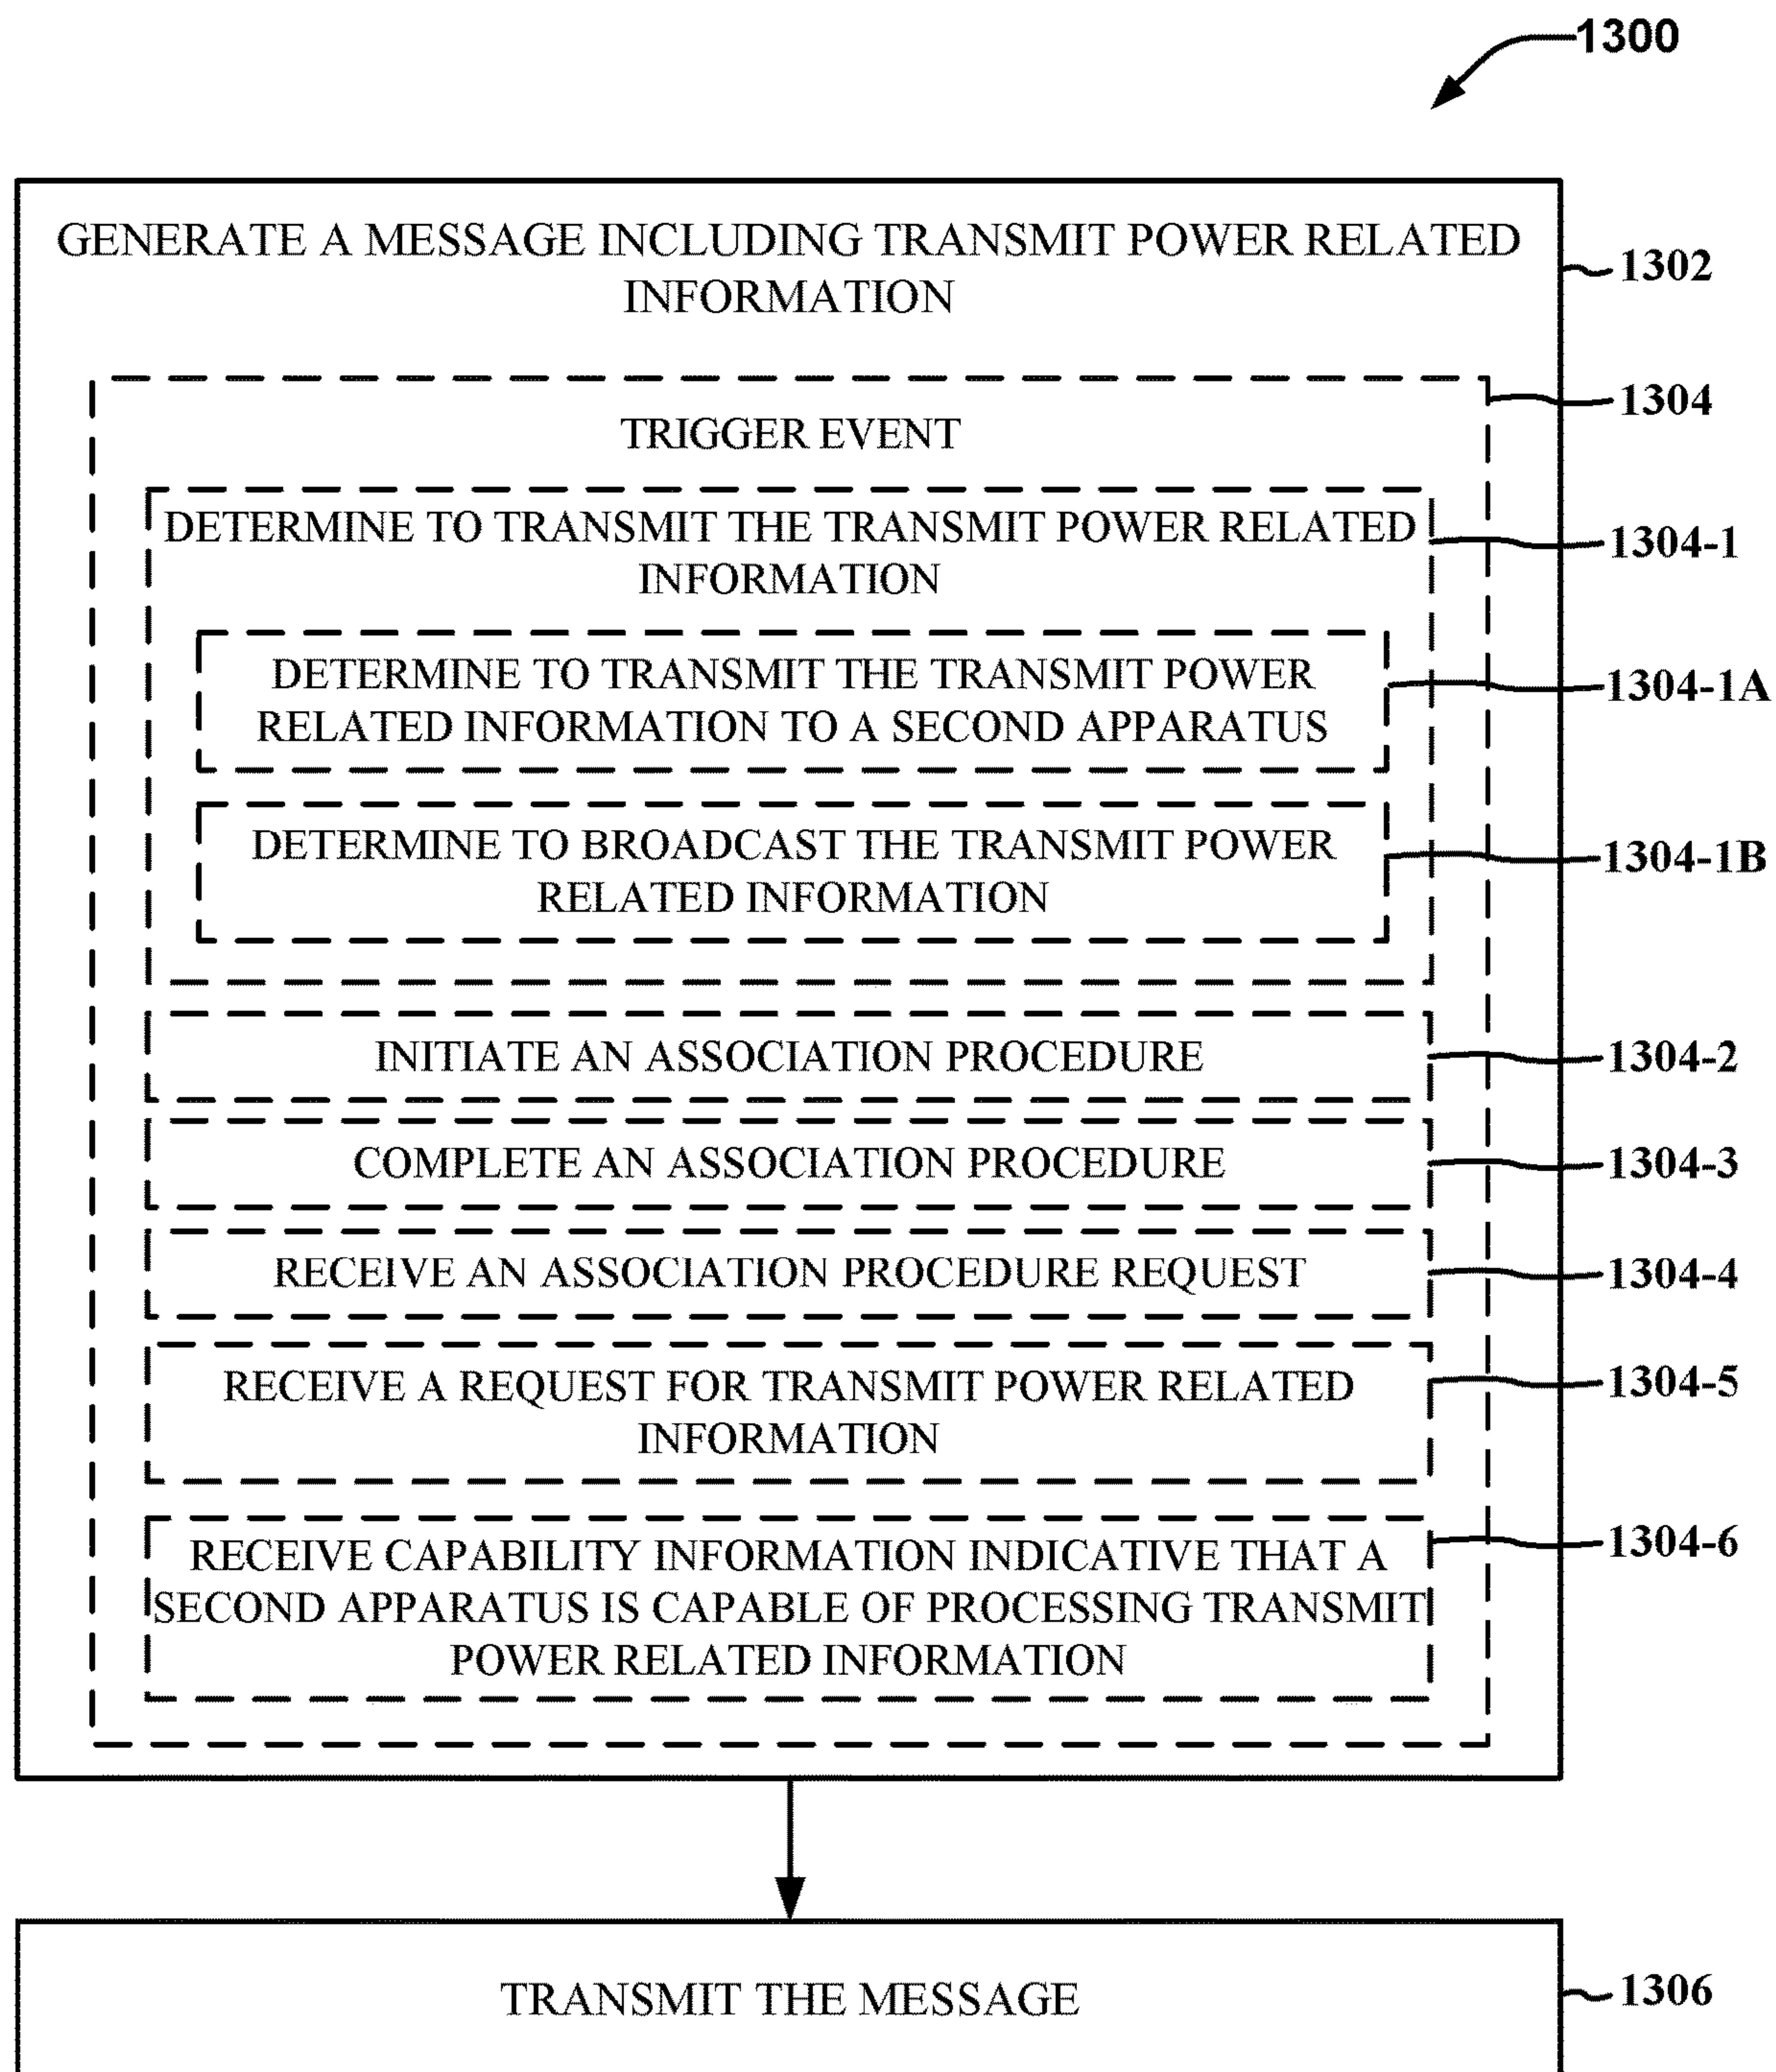 1300
GENERATE A MESSAGE INCLUDING TRANSMIT POWER RELATED
INFORMATION
1302
1304
TRIGGER EVENT
DETERMINE TO TRANSMIT THE TRANSMIT POWER RELATED
INFORMATION
1304-1
DETERMINE TO TRANSMIT THE TRANSMIT POWER
RELATED INFORMATION TO A SECOND APPARATUS
1304-1A
DETERMINE TO BROADCAST THE TRANSMIT POWER
RELATED INFORMATION
1304-1B
INITIATE AN ASSOCIATION PROCEDURE
1304-2
COMPLETE AN ASSOCIATION PROCEDURE
1304-3
RECEIVE AN ASSOCIATION PROCEDURE REQUEST
1304-4
RECEIVE A REQUEST FOR TRANSMIT POWER RELATED
INFORMATION
1304-5
RECEIVE CAPABILITY INFORMATION INDICATIVE THAT A
SECOND APPARATUS IS CAPABLE OF PROCESSING TRANSMIT
POWER RELATED INFORMATION
1304-6
TRANSMIT THE MESSAGE
1306